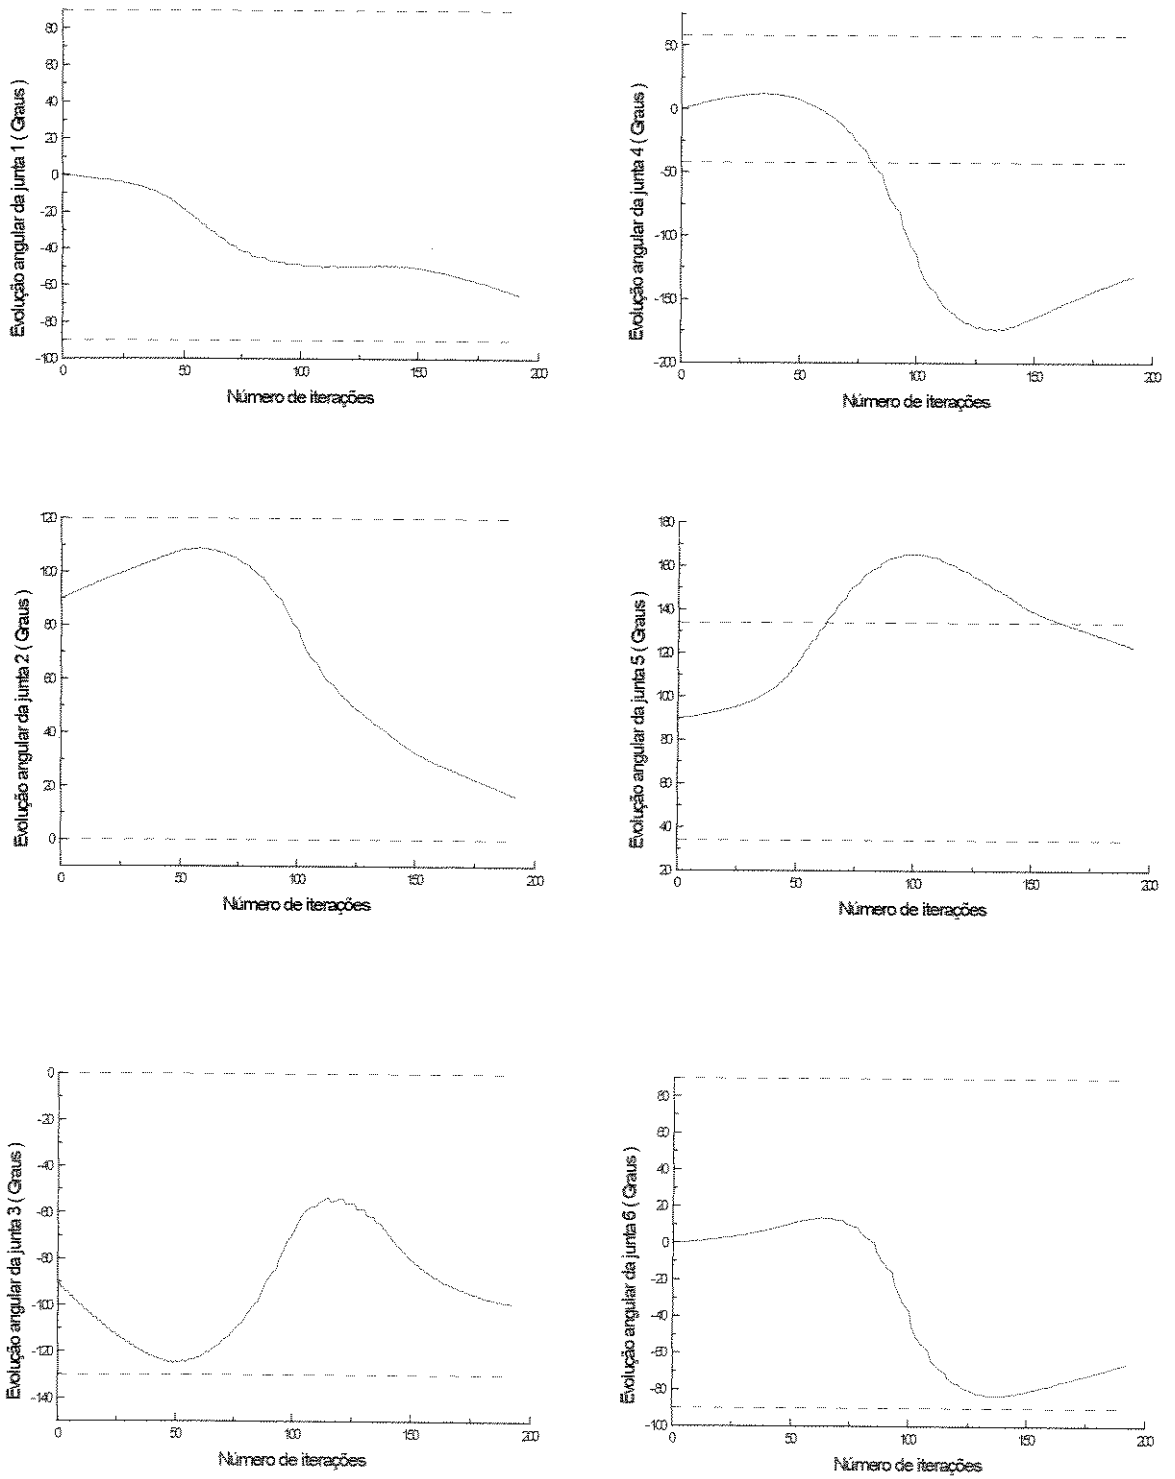 Evolução angular da junta 1 ( Graus )
80
60
40
20
0
-20
-40
-60
-80
-100
0 50 100 150 200
Número de iterações
Evolução angular da junta 4 ( Graus )
50
0
-50
-100
-150
-200
0 50 100 150 200
Número de iterações
Evolução angular da junta 2 ( Graus )
120
100
80
60
40
20
0
0 50 100 150 200
Número de iterações
Evolução angular da junta 5 ( Graus )
180
160
140
120
100
80
60
40
20
0 50 100 150 200
Número de iterações
Evolução angular da junta 3 ( Graus )
0
-20
-40
-60
-80
-100
-120
-140
0 50 100 150 200
Número de iterações
Evolução angular da junta 6 ( Graus )
80
60
40
20
0
-20
-40
-60
-80
-100
0 50 100 150 200
Número de iterações